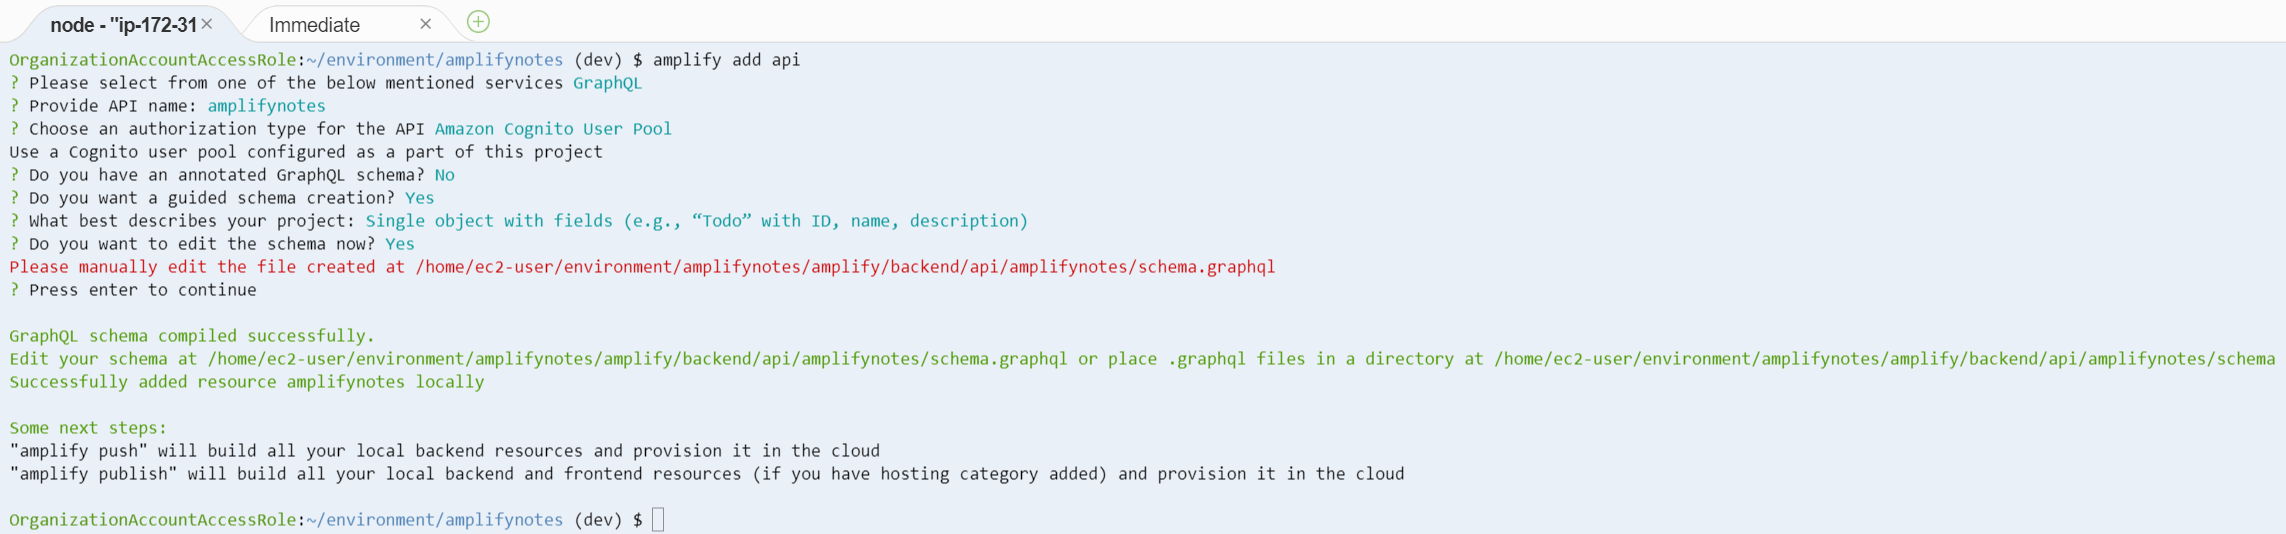 node - "ip-172-31
Immediate
OrganizationAccountAccessRole:~/environment/amplifynotes (dev) $ amplify add api
? Please select from one of the below mentioned services GraphQL
? Provide API name: amplifynotes
? Choose an authorization type for the API Amazon Cognito User Pool
Use a Cognito user pool configured as a part of this project
? Do you have an annotated GraphQL schema? No
? Do you want a guided schema creation? Yes
? What best describes your project: Single object with fields (e.g., “Todo” with ID, name, description)
? Do you want to edit the schema now? Yes
Please manually edit the file created at /home/ec2-user/environment/amplifynotes/amplify/backend/api/amplifynotes/schema.graphql
? Press enter to continue
GraphQL schema compiled successfully.
Edit your schema at /home/ec2-user/environment/amplifynotes/amplify/backend/api/amplifynotes/schema.graphql or place .graphql files in a directory at /home/ec2-user/environment/amplifynotes/amplify/backend/api/amplifynotes/schema
Successfully added resource amplifynotes locally
Some next steps:
"amplify push" will build all your local backend resources and provision it in the cloud
"amplify publish" will build all your local backend and frontend resources (if you have hosting category added) and provision it in the cloud
OrganizationAccountAccessRole:~/environment/amplifynotes (dev) $